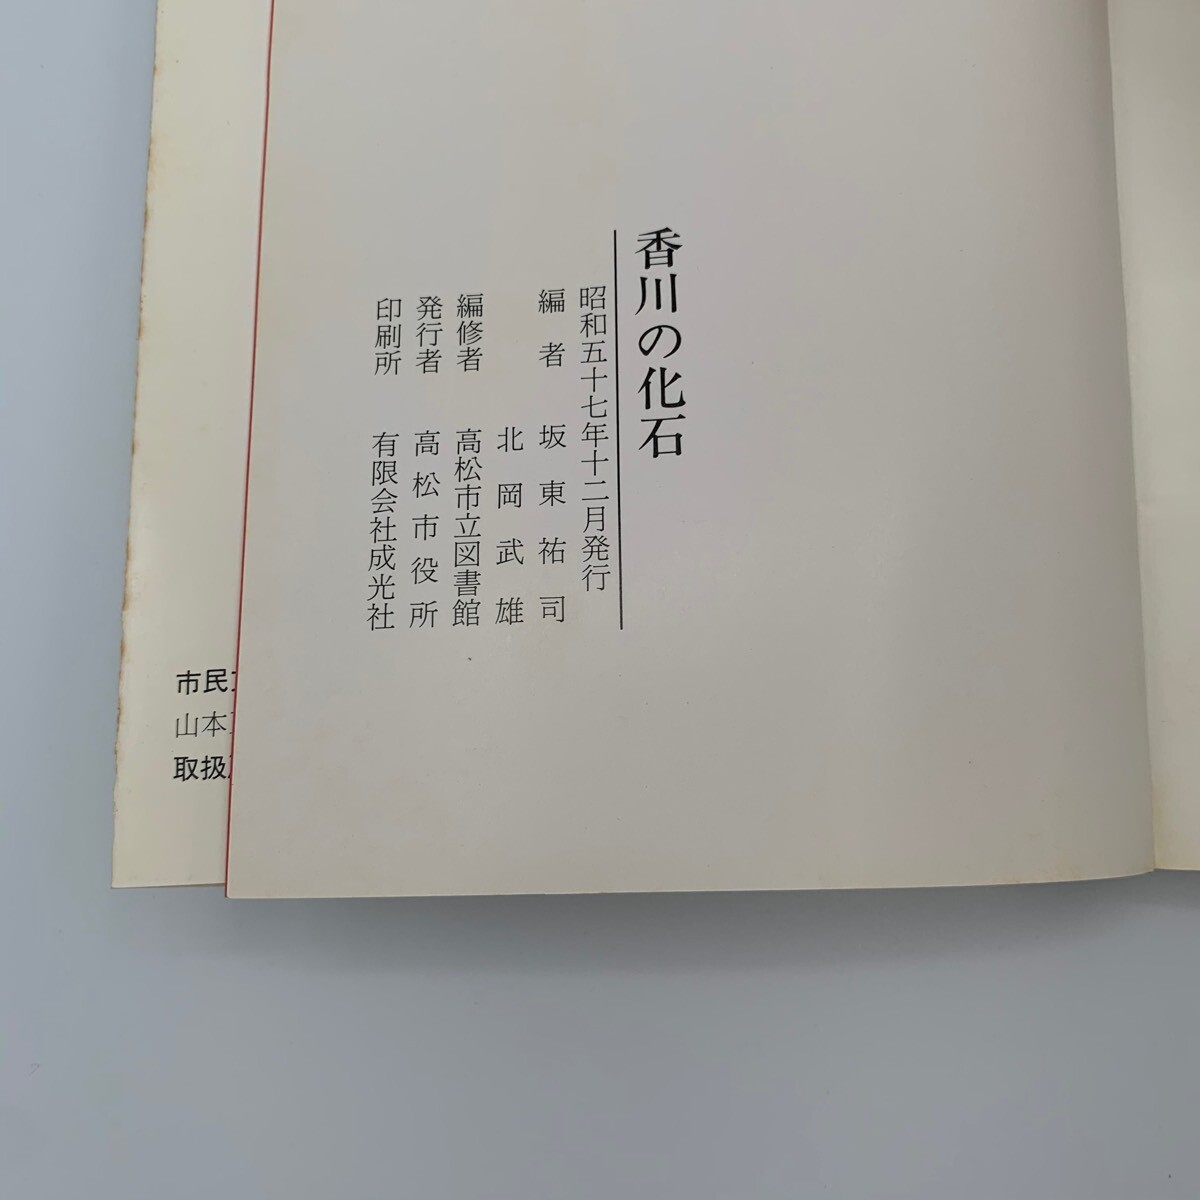 香川の化石
昭和五十七年十二月発行
編者 坂東祐司
北岡武雄
編修者 高松市立図書館
発行者 高松市役所
印刷所 有限会社成光社
市民
山本
取扱